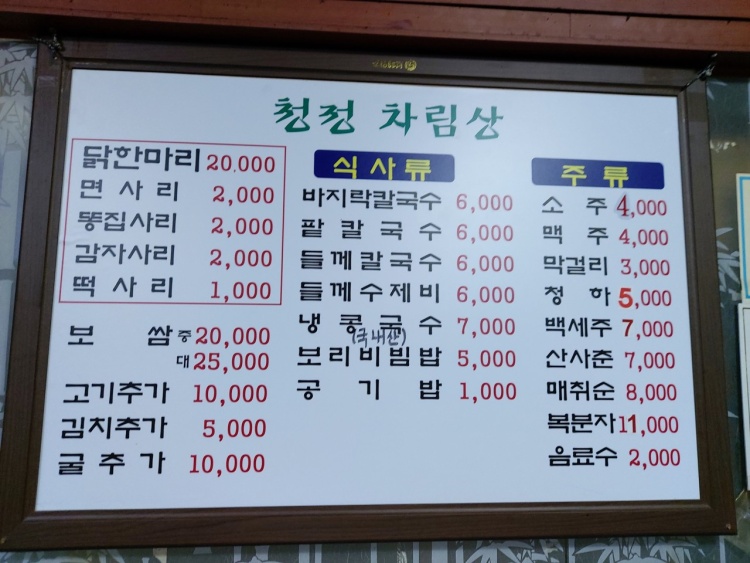 청정 차림상
닭한마리 20,000
면사리 2,000
똥집사리 2,000
감자사리 2,000
떡사리 1,000
보쌈 중 20,000
대 25,000
고기추가 10,000
김치추가 5,000
굴추가 10,000
식사류
바지락칼국수 6,000
팥칼국수 6,000
들께칼국수 6,000
들께수제비 6,000
냉콩국수 7,000
(국내산)
보리비빔밥 5,000
공기밥 1,000
주류
소주 4,000
맥주 4,000
막걸리 3,000
청하 5,000
백세주 7,000
산사춘 7,000
매취순 8,000
복분자 11,000
음료수 2,000